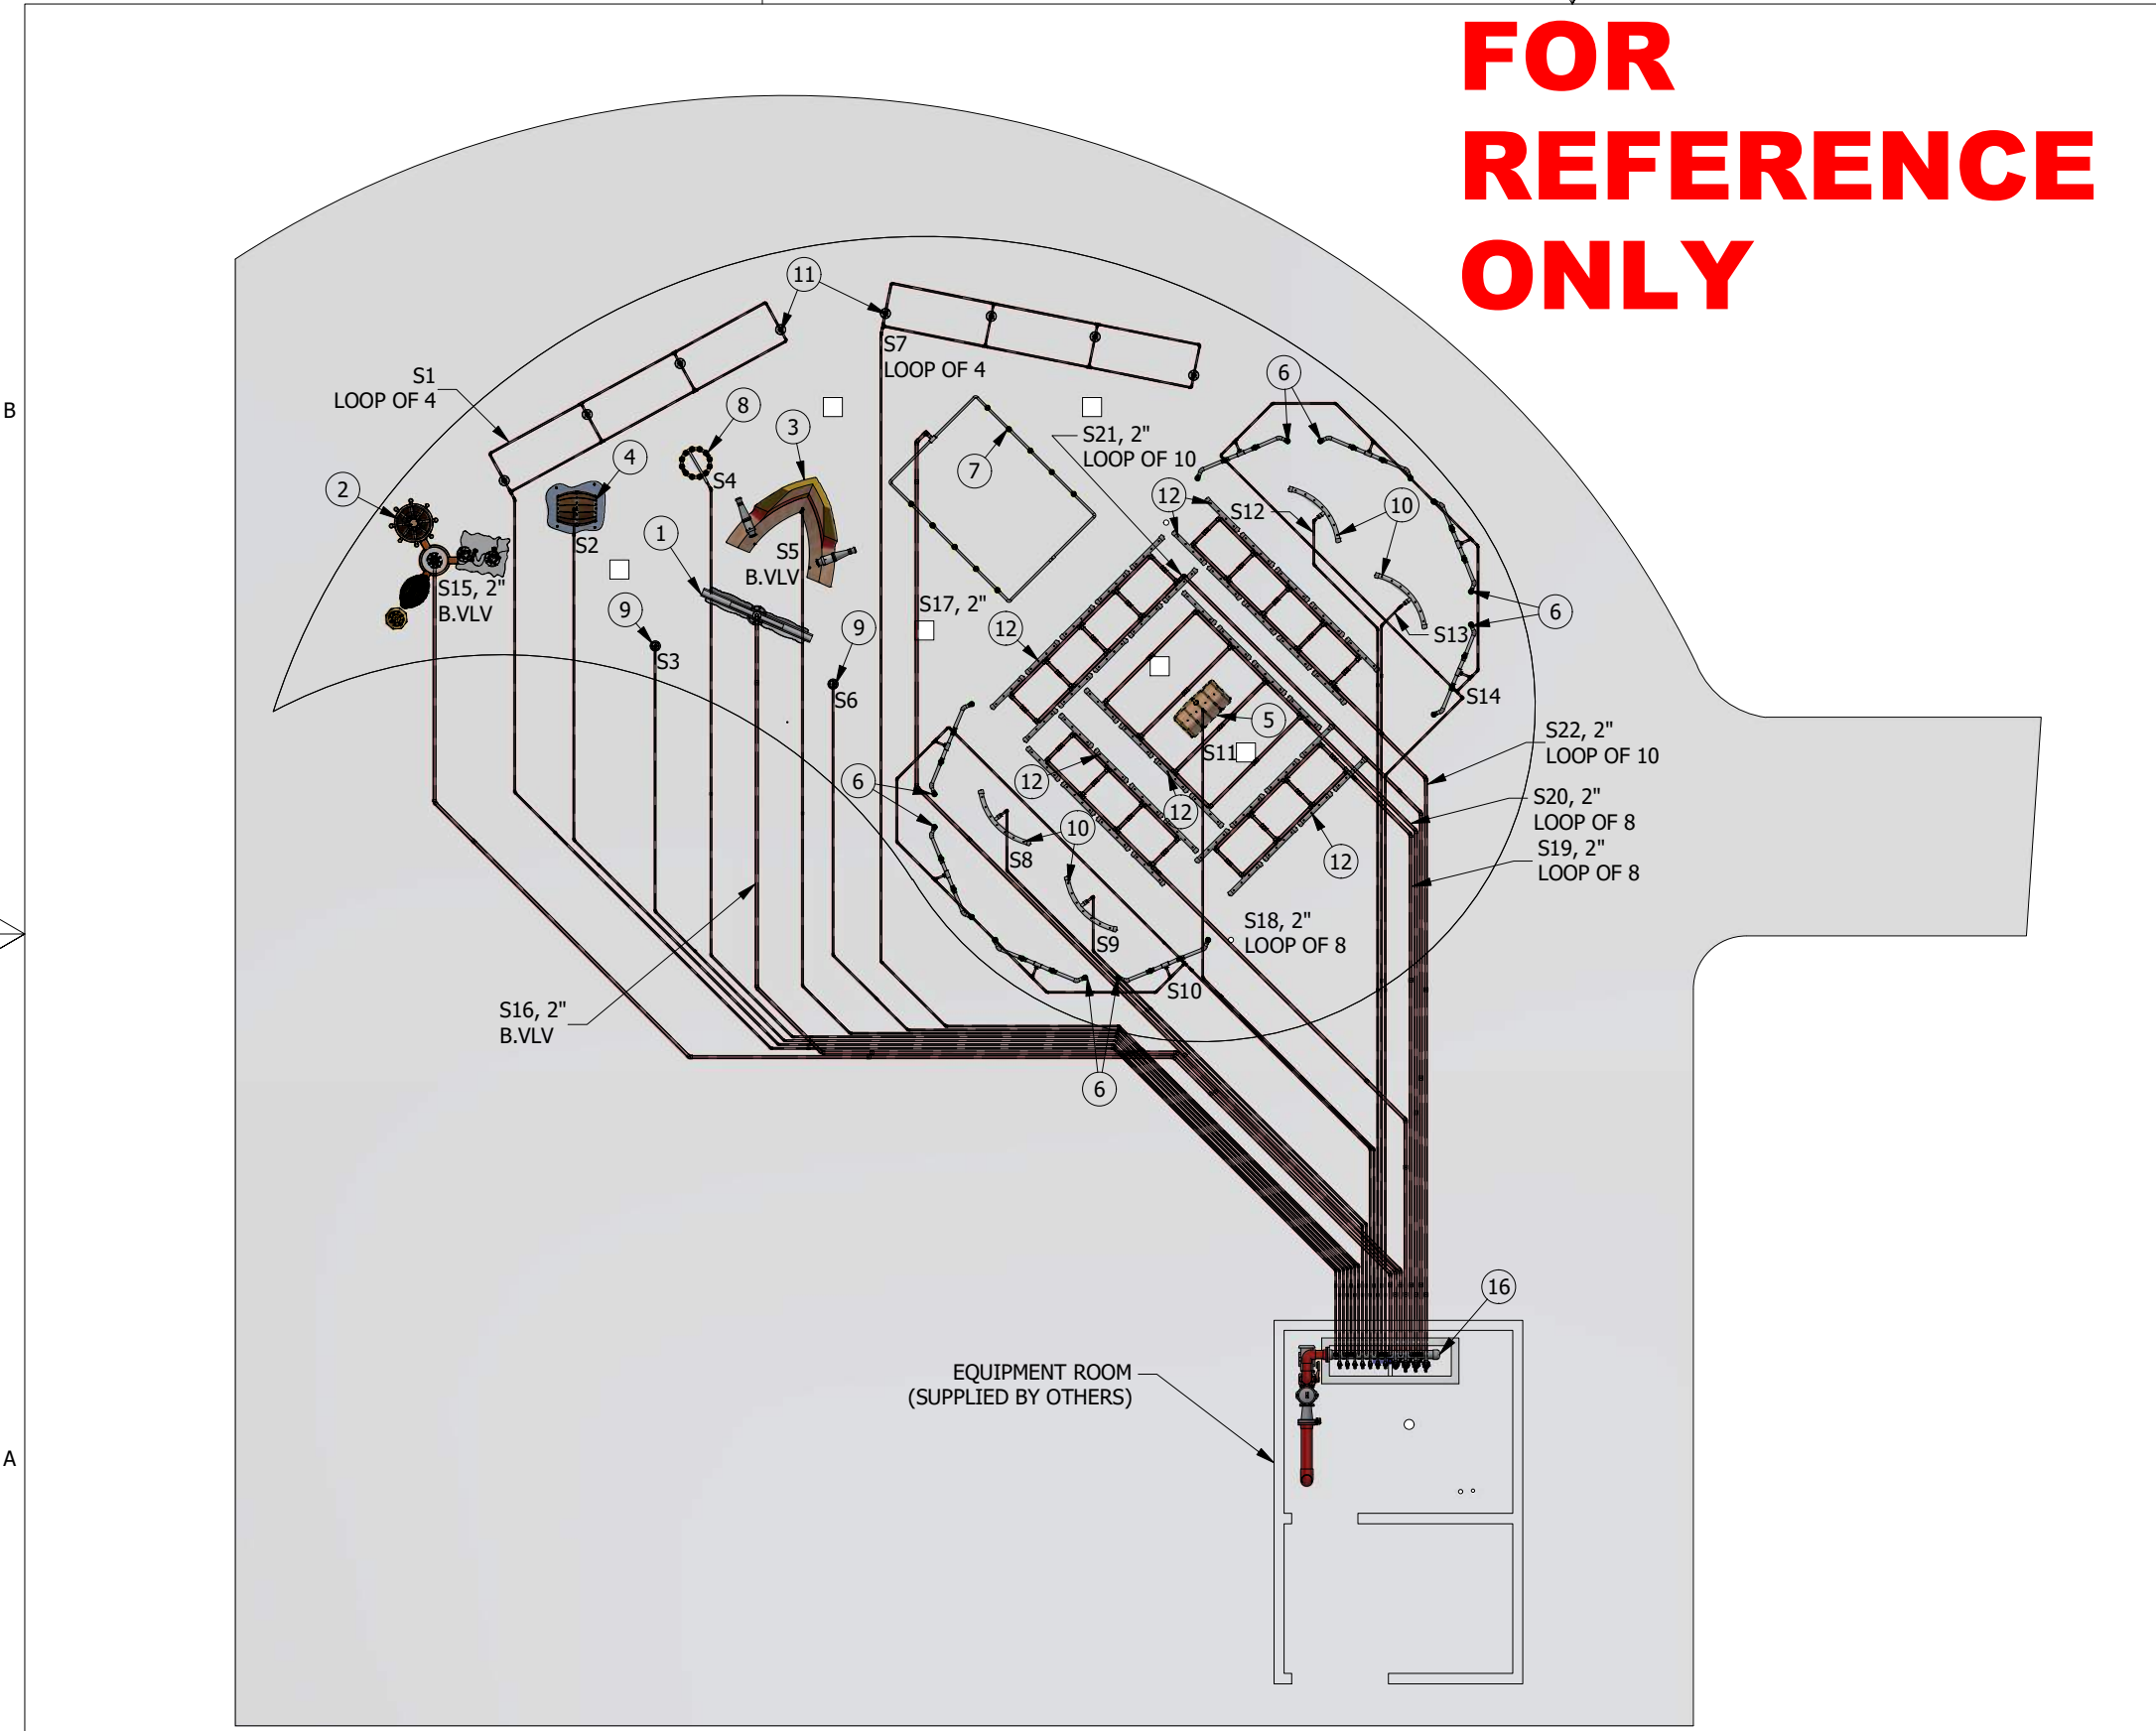 FOR
REFERENCE
ONLY
11
S7
LOOP OF 4
S1
LOOP OF 4
6
B
8
3
S21, 2"
LOOP OF 10
4
7
S4
2
12
10
S12
1
S2
S5
B.VLV
S15, 2"
B.VLV
S17, 2"
6
9
9
12
S13
S3
S6
S14
5
S22, 2"
LOOP OF 10
S11
6
12
12
S20, 2"
LOOP OF 8
10
S19, 2"
LOOP OF 8
S8
12
S18, 2"
LOOP OF 8
S9
S10
S16, 2"
B.VLV
6
16
EQUIPMENT ROOM
(SUPPLIED BY OTHERS)
A